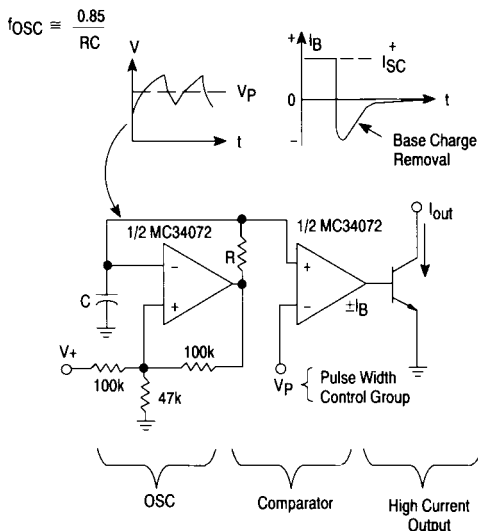 fOSC ≅ 0.85
RC
V
VP
t
+ iB
+
ISC
0
–
t
Base Charge
Removal
1/2 MC34072
1/2 MC34072
Iout
R
–
+
+
–
C
±IB
V+
100k
100k
47k
VP
Pulse Width
Control Group
OSC
Comparator
High Current
Output